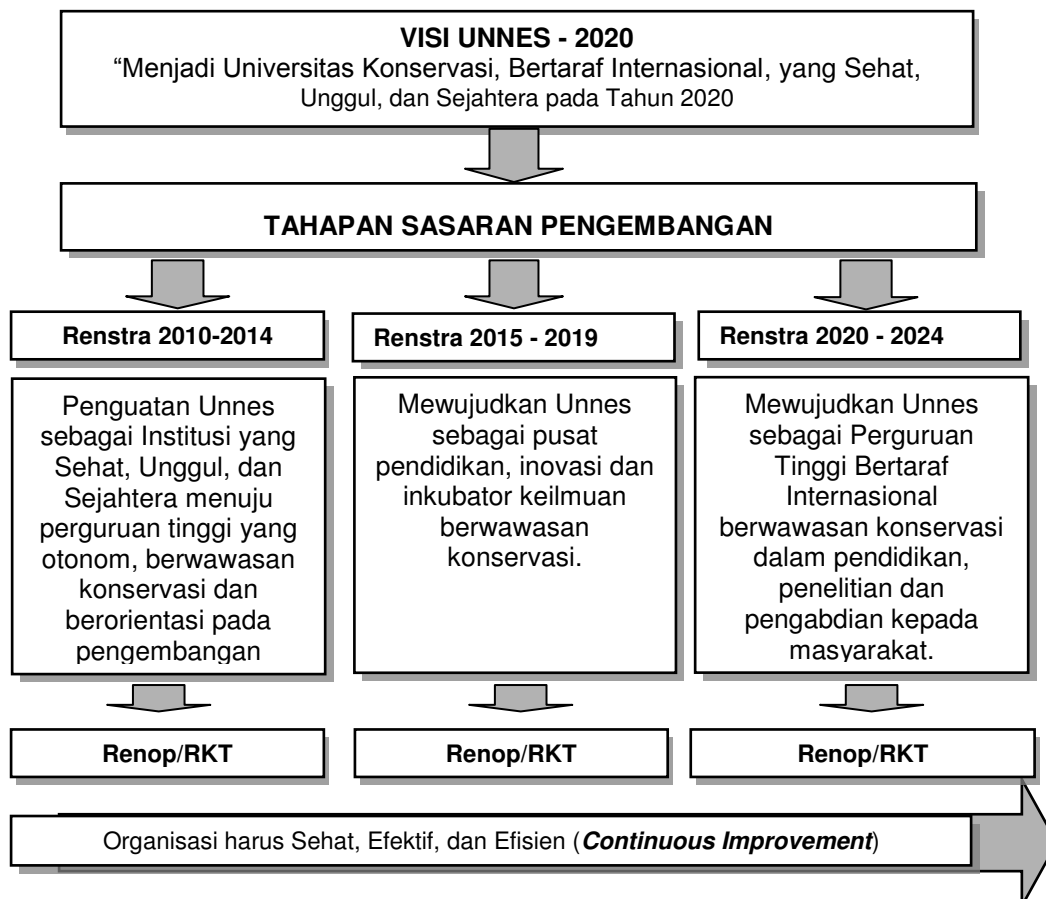 VISI UNNES - 2020
“Menjadi Universitas Konservasi, Bertaraf Internasional, yang Sehat,
Unggul, dan Sejahtera pada Tahun 2020
TAHAPAN SASARAN PENGEMBANGAN
Renstra 2010-2014
Penguatan Unnes
sebagai Institusi yang
Sehat, Unggul, dan
Sejahtera menuju
perguruan tinggi yang
otonom, berwawasan
konservasi dan
berorientasi pada
pengembangan
Renop/RKT
Renstra 2015 - 2019
Mewujudkan Unnes
sebagai pusat
pendidikan, inovasi dan
inkubator keilmuan
berwawasan
konservasi.
Renop/RKT
Renstra 2020 - 2024
Mewujudkan Unnes
sebagai Perguruan
Tinggi Bertaraf
Internasional
berwawasan konservasi
dalam pendidikan,
penelitian dan
pengabdian kepada
masyarakat.
Renop/RKT
Organisasi harus Sehat, Efektif, dan Efisien (Continuous Improvement)